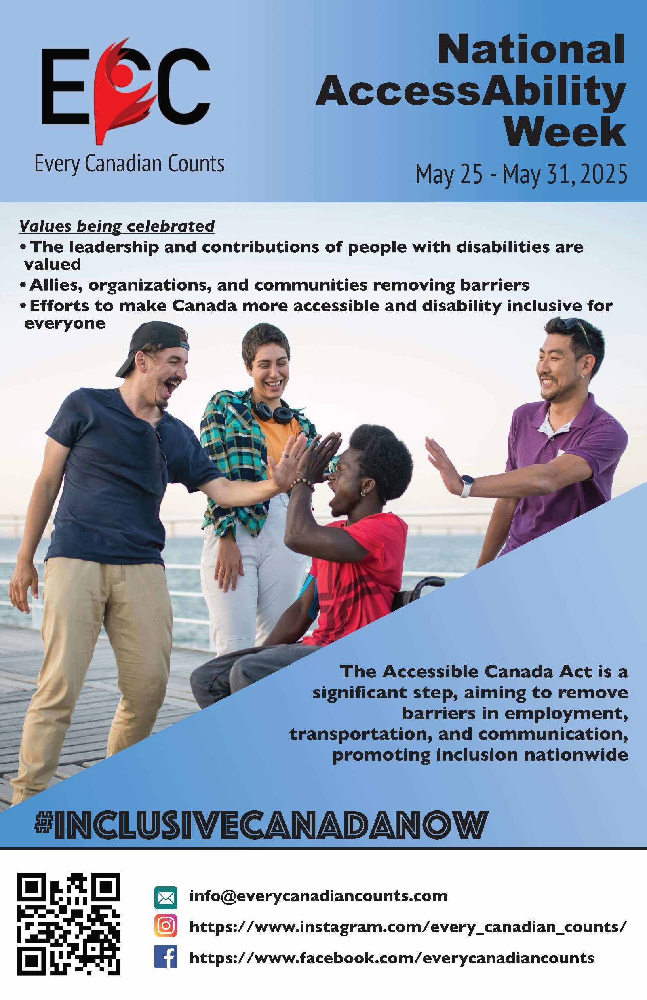 ECC
Every Canadian Counts
National
AccessAbility
Week
May 25 - May 31, 2025
Values being celebrated
• The leadership and contributions of people with disabilities are
valued
• Allies, organizations, and communities removing barriers
• Efforts to make Canada more accessible and disability inclusive for
everyone
The Accessible Canada Act is a
significant step, aiming to remove
barriers in employment,
transportation, and communication,
promoting inclusion nationwide
#INCLUSIVECANADANOW
info@everycanadiancounts.com
https://www.instagram.com/every_canadian_counts/
https://www.facebook.com/everycanadiancounts